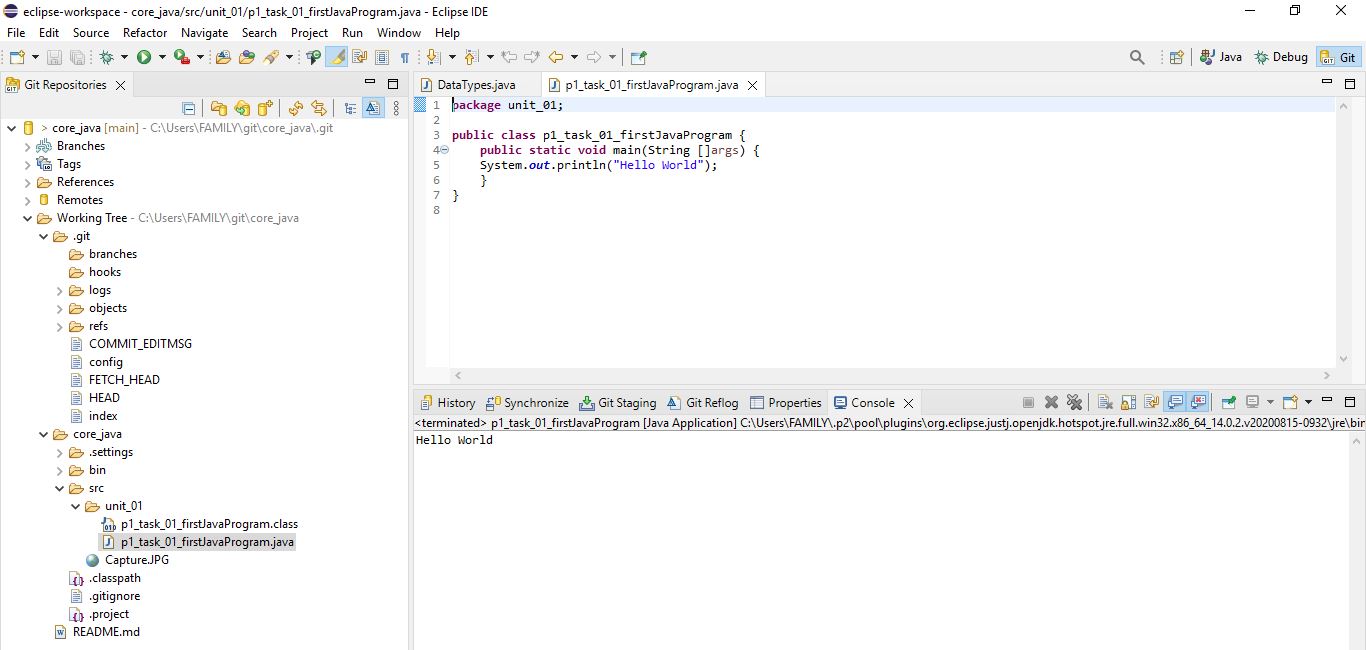 eclipse-workspace - core_java/src/unit_01/p1_task_01_firstJavaProgram.java - Eclipse IDE
File Edit Source Refactor Navigate Search Project Run Window Help
Java Debug Git
Git Repositories
> core_java [main] - C:\Users\FAMILY\git\core_java\.git
Branches
Tags
References
Remotes
Working Tree - C:\Users\FAMILY\git\core_java
.git
branches
hooks
logs
objects
refs
COMMIT_EDITMSG
config
FETCH_HEAD
HEAD
index
core_java
.settings
bin
src
unit_01
p1_task_01_firstJavaProgram.class
p1_task_01_firstJavaProgram.java
Capture.JPG
.classpath
.gitignore
.project
README.md
DataTypes.java p1_task_01_firstJavaProgram.java
1 package unit_01;
2
3 public class p1_task_01_firstJavaProgram {
4 public static void main(String []args) {
5 System.out.println("Hello World");
6 }
7 }
8
History Synchronize Git Staging Git Reflog Properties Console
<terminated> p1_task_01_firstJavaProgram [Java Application] C:\Users\FAMILY\.p2\pool\plugins\org.eclipse.justj.openjdk.hotspot.jre.full.win32.x86_64_14.0.2.v20200815-0932\jre\bin
Hello World